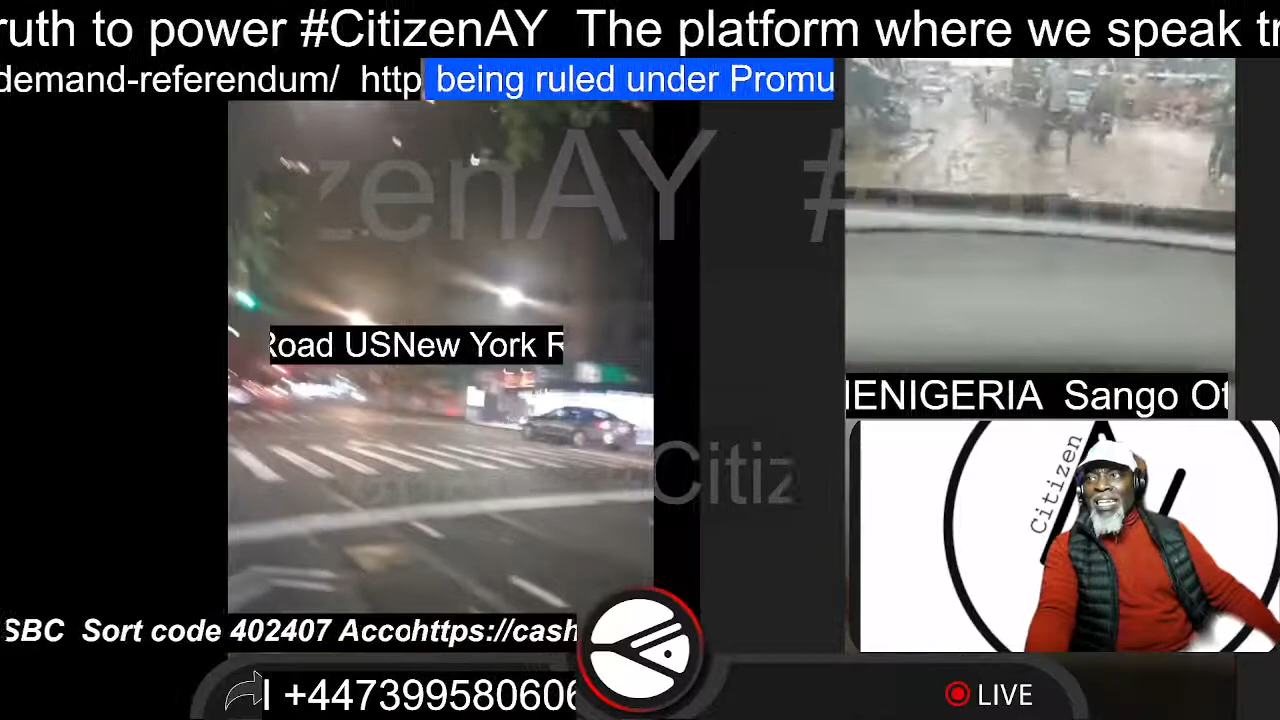 ruth to power #CitizenAY The platform where we speak tr
demand-referendum/ http being ruled under Promu
zenAY #
Road USNew York R
ENIGERIA Sango Ot
Citizen
#Citiz
SBC Sort code 402407 Accohttps://cash
+447399580606
LIVE